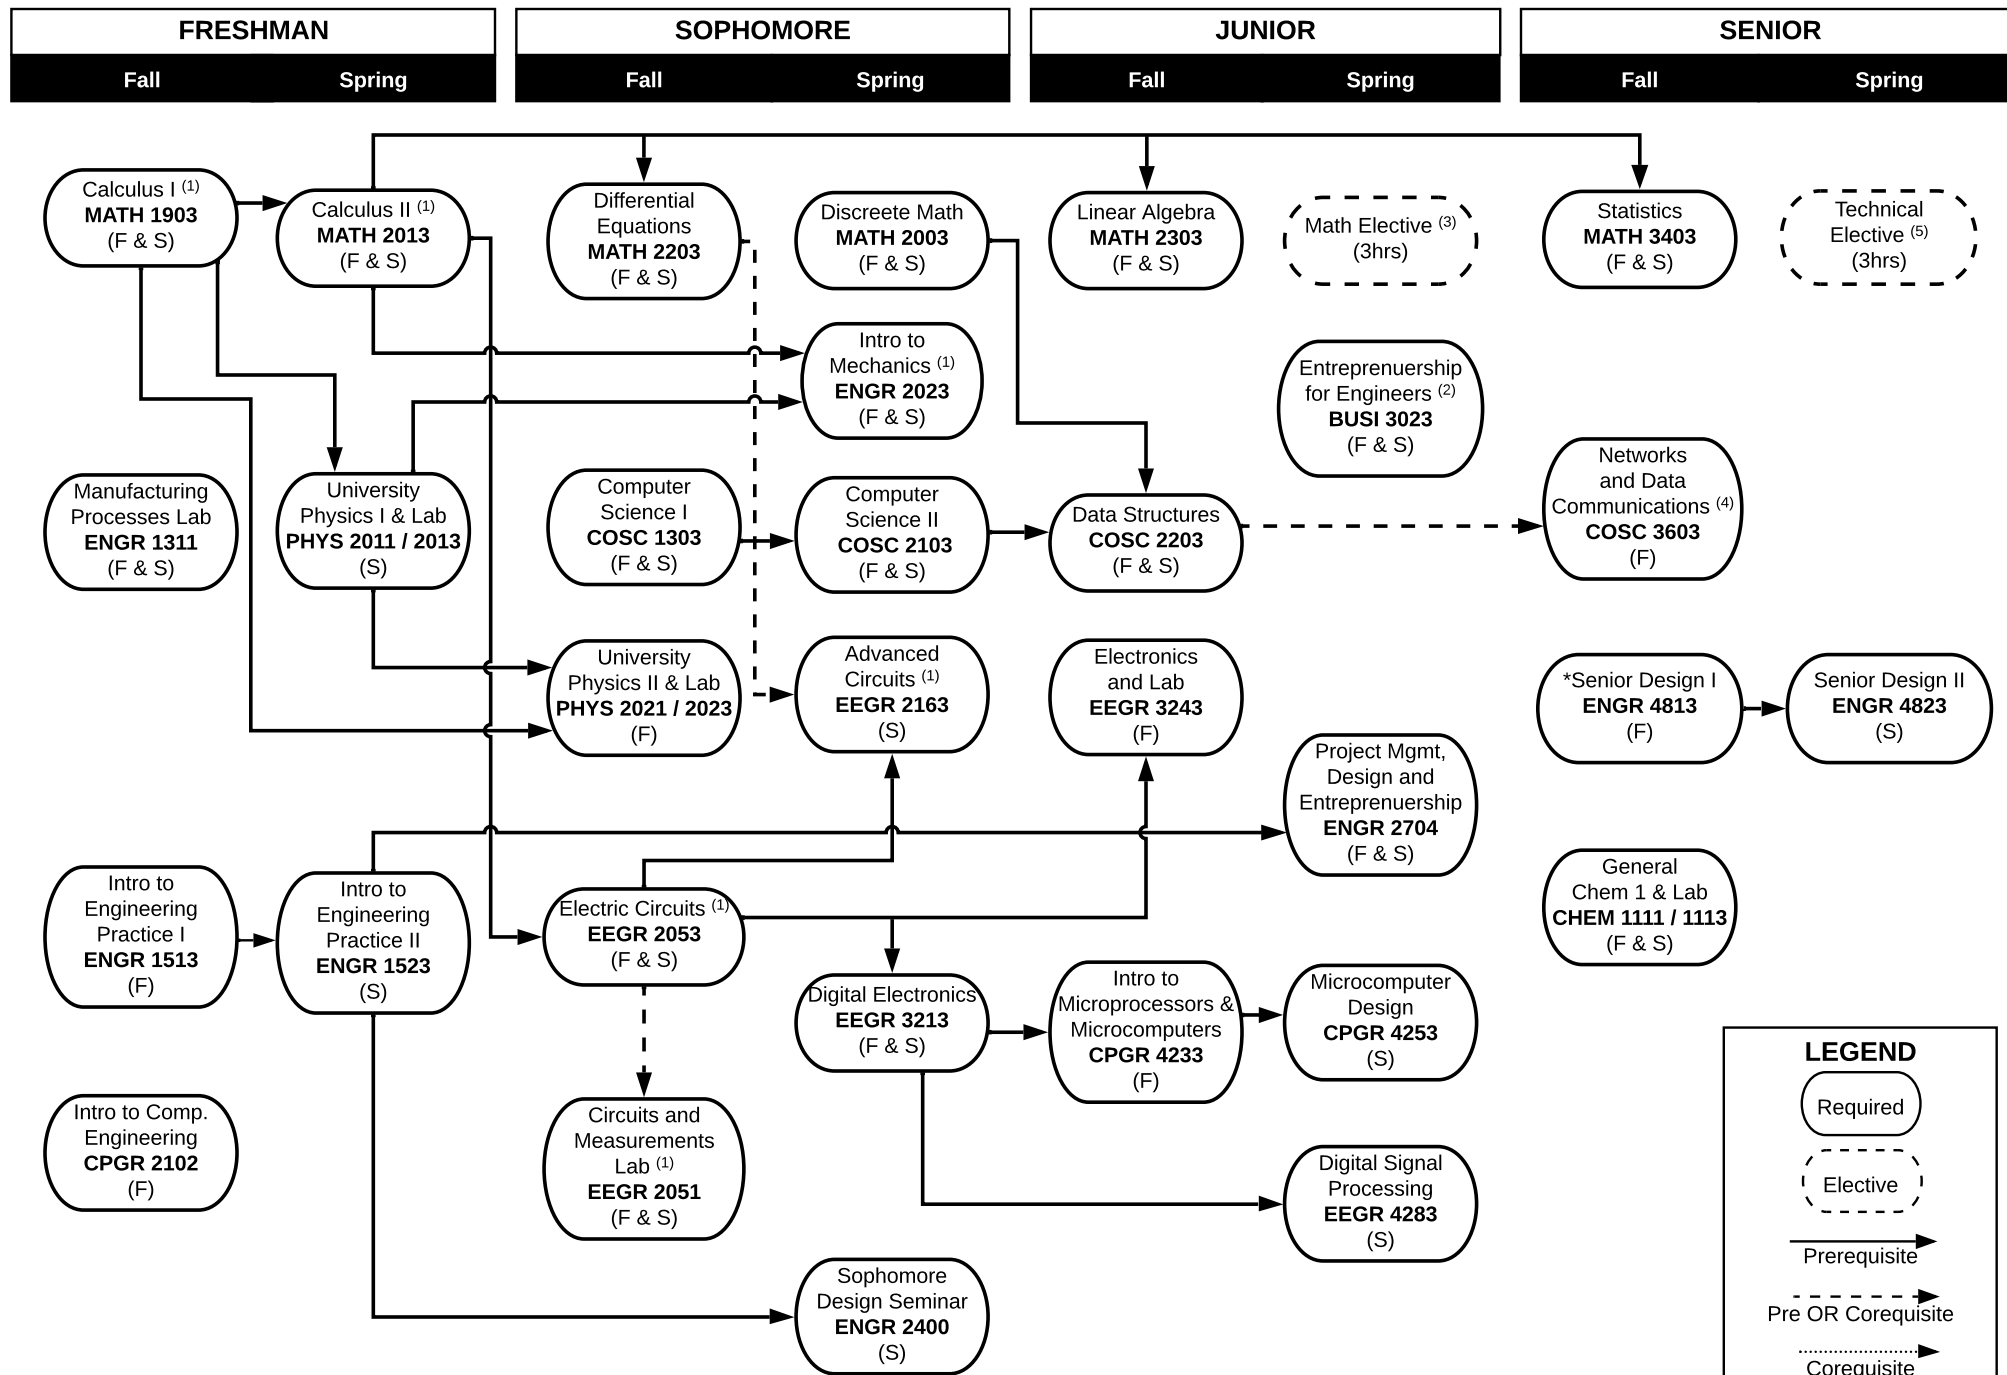 FRESHMAN
Fall
Spring
SOPHOMORE
Fall
Spring
JUNIOR
Fall
Spring
SENIOR
Fall
Spring
Calculus I (1)
MATH 1903
(F & S)
Calculus II (1)
MATH 2013
(F & S)
Differential
Equations
MATH 2203
(F & S)
Discreete Math
MATH 2003
(F & S)
Linear Algebra
MATH 2303
(F & S)
Math Elective (3)
(3hrs)
Statistics
MATH 3403
(F & S)
Technical
Elective (5)
(3hrs)
Intro to
Mechanics (1)
ENGR 2023
(F & S)
Entreprenuership
for Engineers (2)
BUSI 3023
(F & S)
Manufacturing
Processes Lab
ENGR 1311
(F & S)
University
Physics I & Lab
PHYS 2011 / 2013
(S)
Computer
Science I
COSC 1303
(F & S)
Computer
Science II
COSC 2103
(F & S)
Data Structures
COSC 2203
(F & S)
Networks
and Data
Communications (4)
COSC 3603
(F)
University
Physics II & Lab
PHYS 2021 / 2023
(F)
Advanced
Circuits (1)
EEGR 2163
(S)
Electronics
and Lab
EEGR 3243
(F)
*Senior Design I
ENGR 4813
(F)
Senior Design II
ENGR 4823
(S)
Project Mgmt,
Design and
Entreprenuership
ENGR 2704
(F & S)
Intro to
Engineering
Practice I
ENGR 1513
(F)
Intro to
Engineering
Practice II
ENGR 1523
(S)
Electric Circuits (1)
EEGR 2053
(F & S)
General
Chem 1 & Lab
CHEM 1111 / 1113
(F & S)
Digital Electronics
EEGR 3213
(F & S)
Intro to
Microprocessors &
Microcomputers
CPGR 4233
(F)
Microcomputer
Design
CPGR 4253
(S)
Intro to Comp.
Engineering
CPGR 2102
(F)
Circuits and
Measurements
Lab (1)
EEGR 2051
(F & S)
Digital Signal
Processing
EEGR 4283
(S)
Sophomore
Design Seminar
ENGR 2400
(S)
LEGEND
Required
Elective
Prerequisite
Pre OR Corequisite
Corequisite